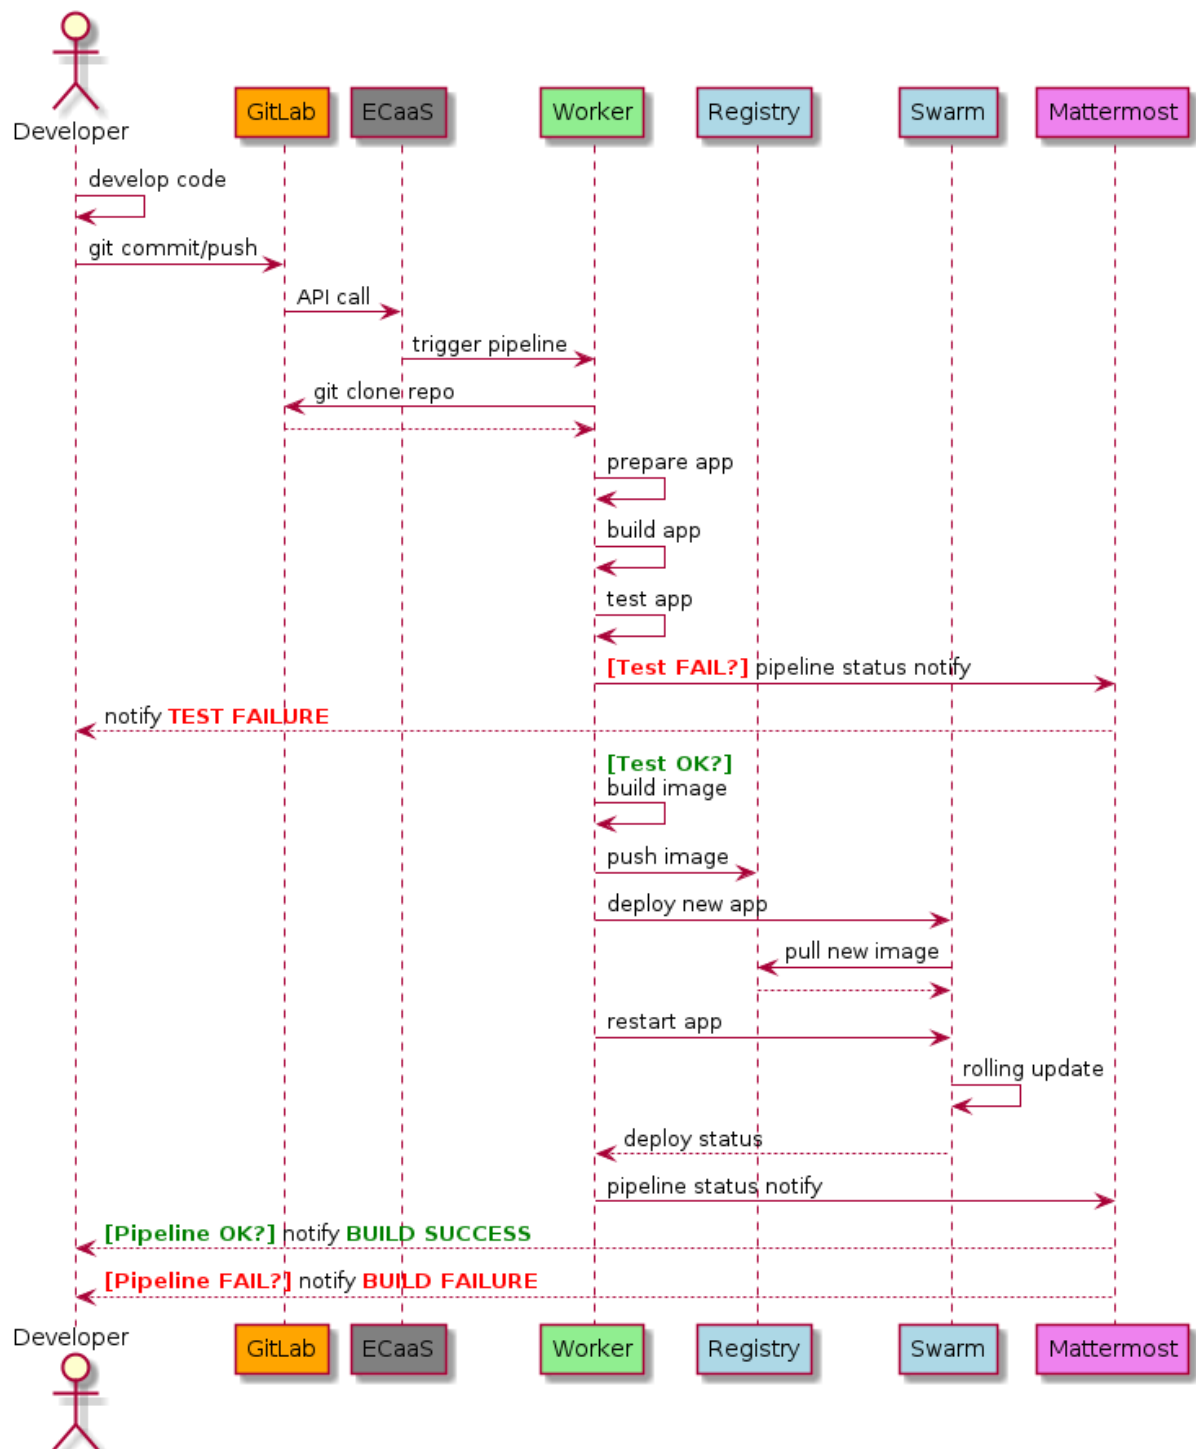 Developer
GitLab
ECaaS
Worker
Registry
Swarm
Mattermost
develop code
git commit/push
API call
trigger pipeline
git clone repo
prepare app
build app
test app
[Test FAIL?] pipeline status notify
notify TEST FAILURE
[Test OK?]
build image
push image
deploy new app
pull new image
restart app
rolling update
deploy status
pipeline status notify
[Pipeline OK?] notify BUILD SUCCESS
[Pipeline FAIL?] notify BUILD FAILURE
Developer
GitLab
ECaaS
Worker
Registry
Swarm
Mattermost